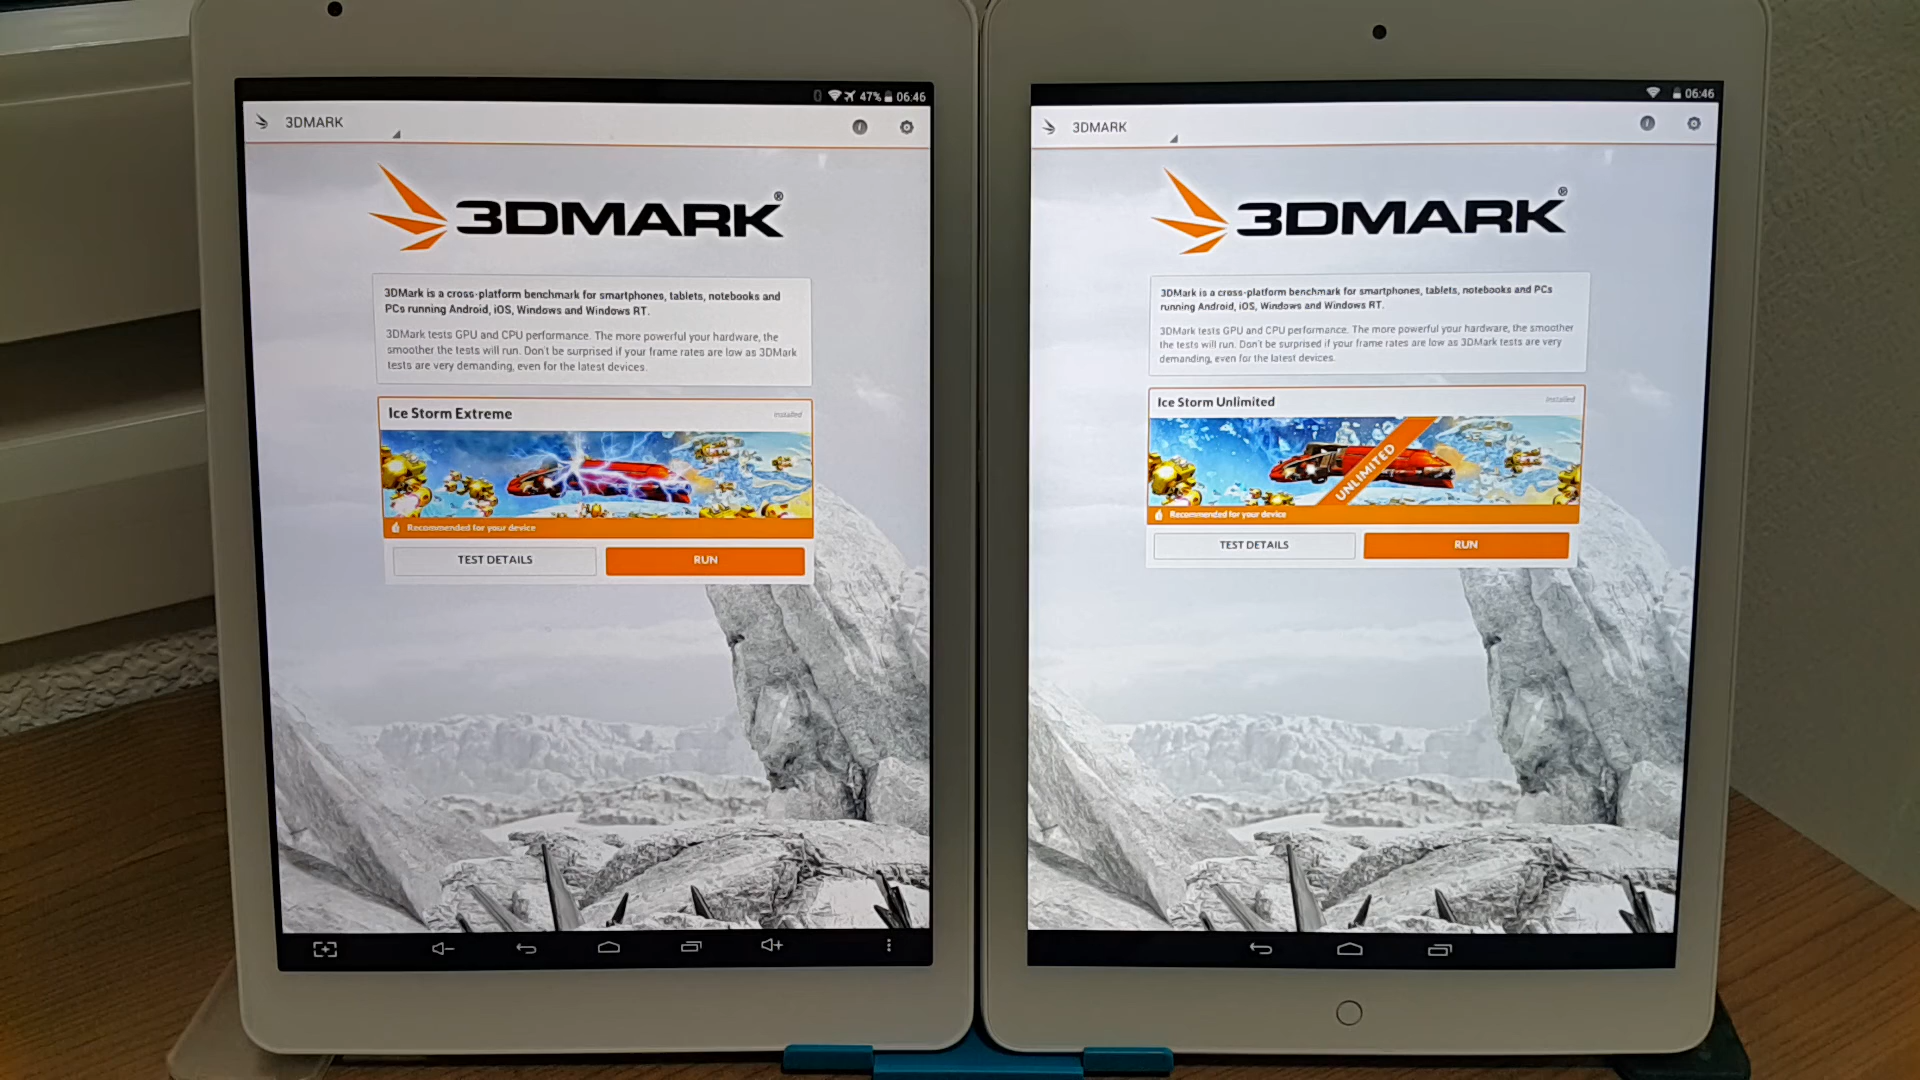 47% 06:46
3DMARK
3DMARK®
3DMark is a cross-platform benchmark for smartphones, tablets, notebooks and
PCs running Android, iOS, Windows and Windows RT.
3DMark tests GPU and CPU performance. The more powerful your hardware, the
smoother the tests will run. Don't be surprised if your frame rates are low as 3DMark
tests are very demanding, even for the latest devices.
Ice Storm Extreme
Installed
Recommended for your device
TEST DETAILS
RUN
06:46
3DMARK
3DMARK®
3DMark is a cross-platform benchmark for smartphones, tablets, notebooks and PCs
running Android, iOS, Windows and Windows RT.
3DMark tests GPU and CPU performance. The more powerful your hardware, the smoother
the tests will run. Don't be surprised if your frame rates are low as 3DMark tests are very
demanding, even for the latest devices.
Ice Storm Unlimited
Installed
UNLIMITED
Recommended for your device
TEST DETAILS
RUN